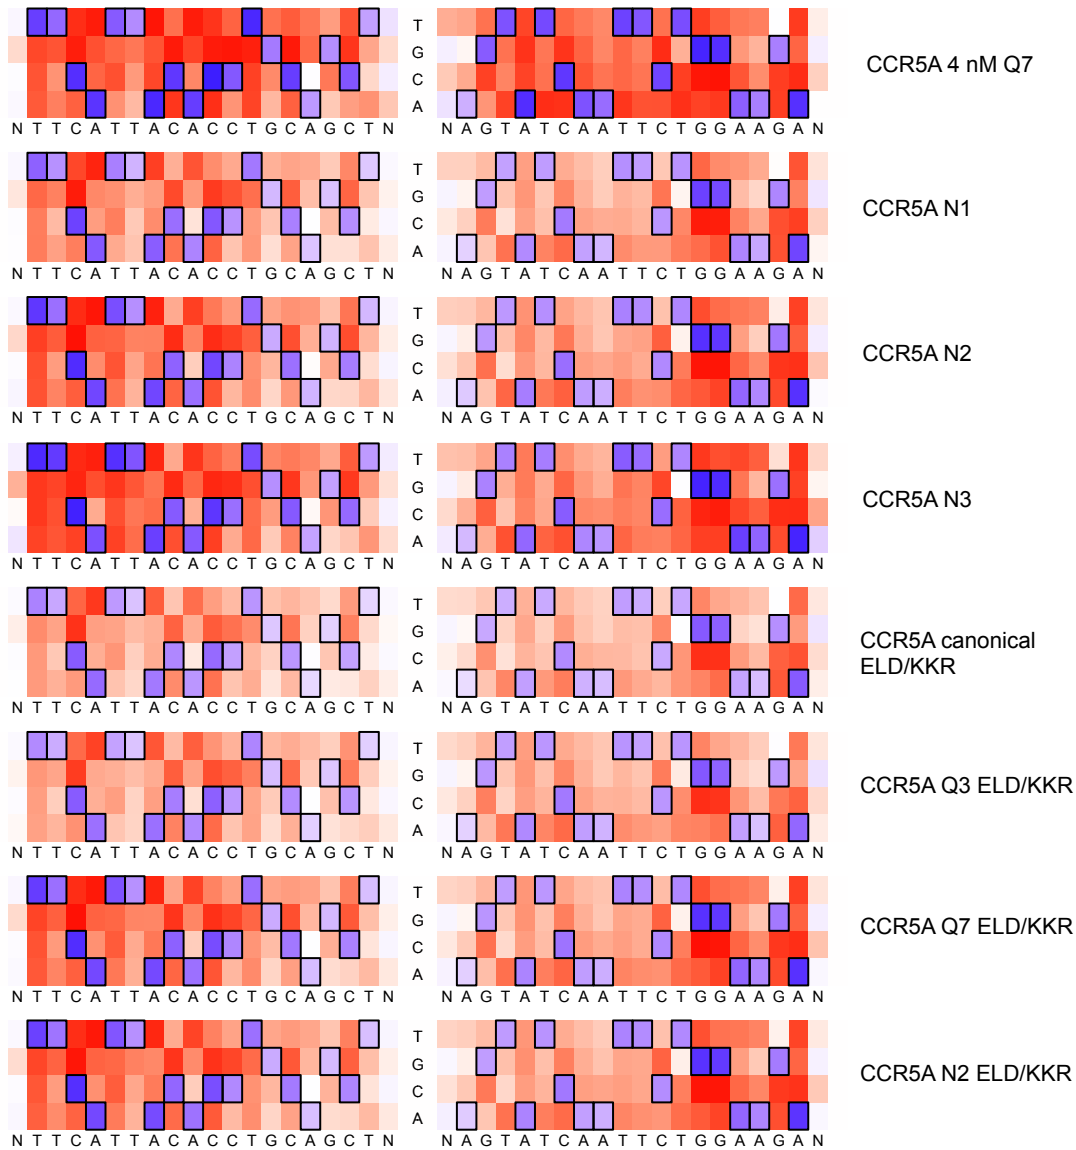 T
G
CCR5A 4 nM Q7
C
A
N T T C A T T A C A C C T G C A G C T N N A G T A T C A A T T C T G G A A G A N
T
G
CCR5A N1
C
A
N T T C A T T A C A C C T G C A G C T N N A G T A T C A A T T C T G G A A G A N
T
G
CCR5A N2
C
A
N T T C A T T A C A C C T G C A G C T N N A G T A T C A A T T C T G G A A G A N
T
G
CCR5A N3
C
A
N T T C A T T A C A C C T G C A G C T N N A G T A T C A A T T C T G G A A G A N
T
G
CCR5A canonical
C
ELD/KKR
A
N T T C A T T A C A C C T G C A G C T N N A G T A T C A A T T C T G G A A G A N
T
G
CCR5A Q3 ELD/KKR
C
A
N T T C A T T A C A C C T G C A G C T N N A G T A T C A A T T C T G G A A G A N
T
G
CCR5A Q7 ELD/KKR
C
A
N T T C A T T A C A C C T G C A G C T N N A G T A T C A A T T C T G G A A G A N
T
G
CCR5A N2 ELD/KKR
C
A
N T T C A T T A C A C C T G C A G C T N N A G T A T C A A T T C T G G A A G A N